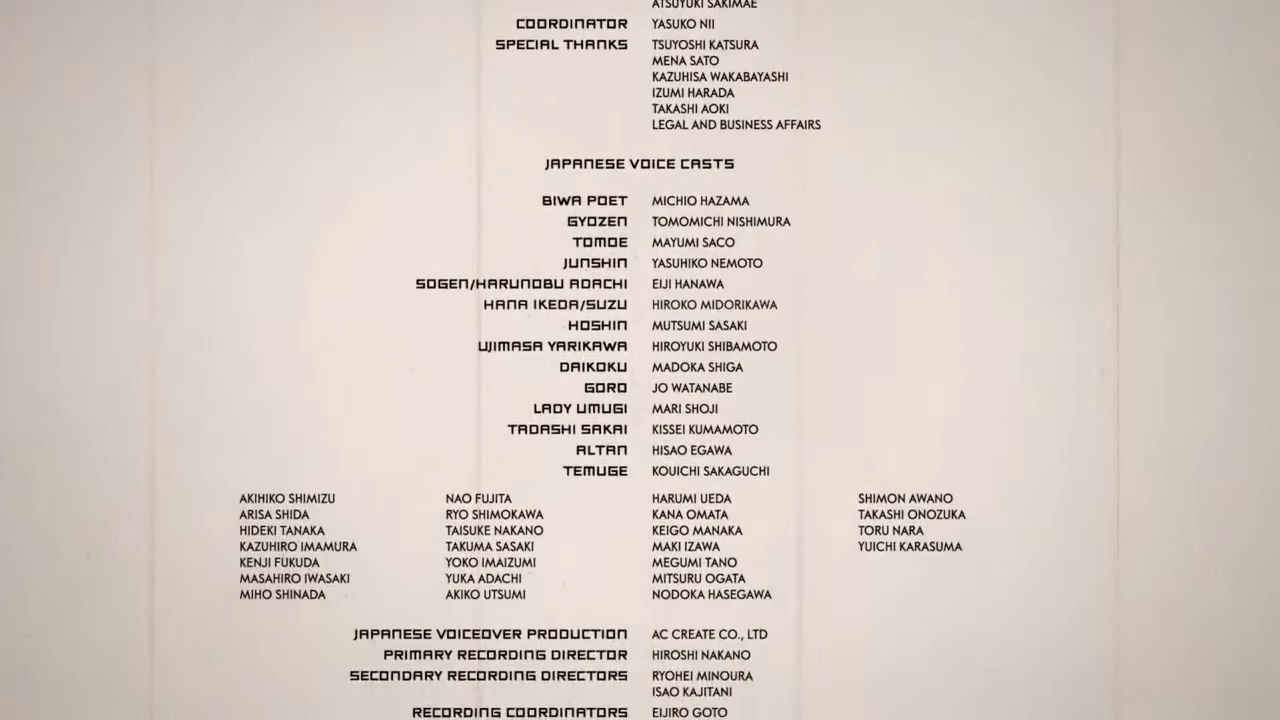 ATSUYUKI SAKIMAE
COORDINATOR YASUKO NII
SPECIAL THANKS TSUYOSHI KATSURA
MENA SATO
KAZUHISA WAKABAYASHI
IZUMI HARADA
TAKASHI AOKI
LEGAL AND BUSINESS AFFAIRS
JAPANESE VOICE CASTS
BIWA POET MICHIO HAZAMA
GYOZEN TOMOMICHI NISHIMURA
TOMOE MAYUMI SACO
JUNSHIN YASUHIKO NEMOTO
SOGEN/HARUNOBU ADACHI EIJI HANAWA
HANA IKEDA/SUZU HIROKO MIDORIKAWA
HOSHIN MUTSUMI SASAKI
UJIMASA YARIKAWA HIROYUKI SHIBAMOTO
DAIKOKU MADOKA SHIGA
GORO JO WATANABE
LADY UMUGI MARI SHOJI
TADASHI SAKAI KISSEI KUMAMOTO
ALTAN HISAO EGAWA
TEMUGE KOUICHI SAKAGUCHI
AKIHIKO SHIMIZU NAO FUJITA HARUMI UEDA SHIMON AWANO
ARISA SHIDA RYO SHIMOKAWA KANA OMATA TAKASHI ONOZUKA
HIDEKI TANAKA TAISUKE NAKANO KEIGO MANAKA TORU NARA
KAZUHIRO IMAMURA TAKUMA SASAKI MAKI IZAWA YUICHI KARASUMA
KENJI FUKUDA YOKO IMAIZUMI MEGUMI TANO
MASAHIRO IWASAKI YUKA ADACHI MITSURU OGATA
MIHO SHINADA AKIKO UTSUMI NODOKA HASEGAWA
JAPANESE VOICEOVER PRODUCTION AC CREATE CO., LTD
PRIMARY RECORDING DIRECTOR HIROSHI NAKANO
SECONDARY RECORDING DIRECTORS RYOHEI MINOURA
ISAO KAJITANI
RECORDING COORDINATORS EIJIRO GOTO